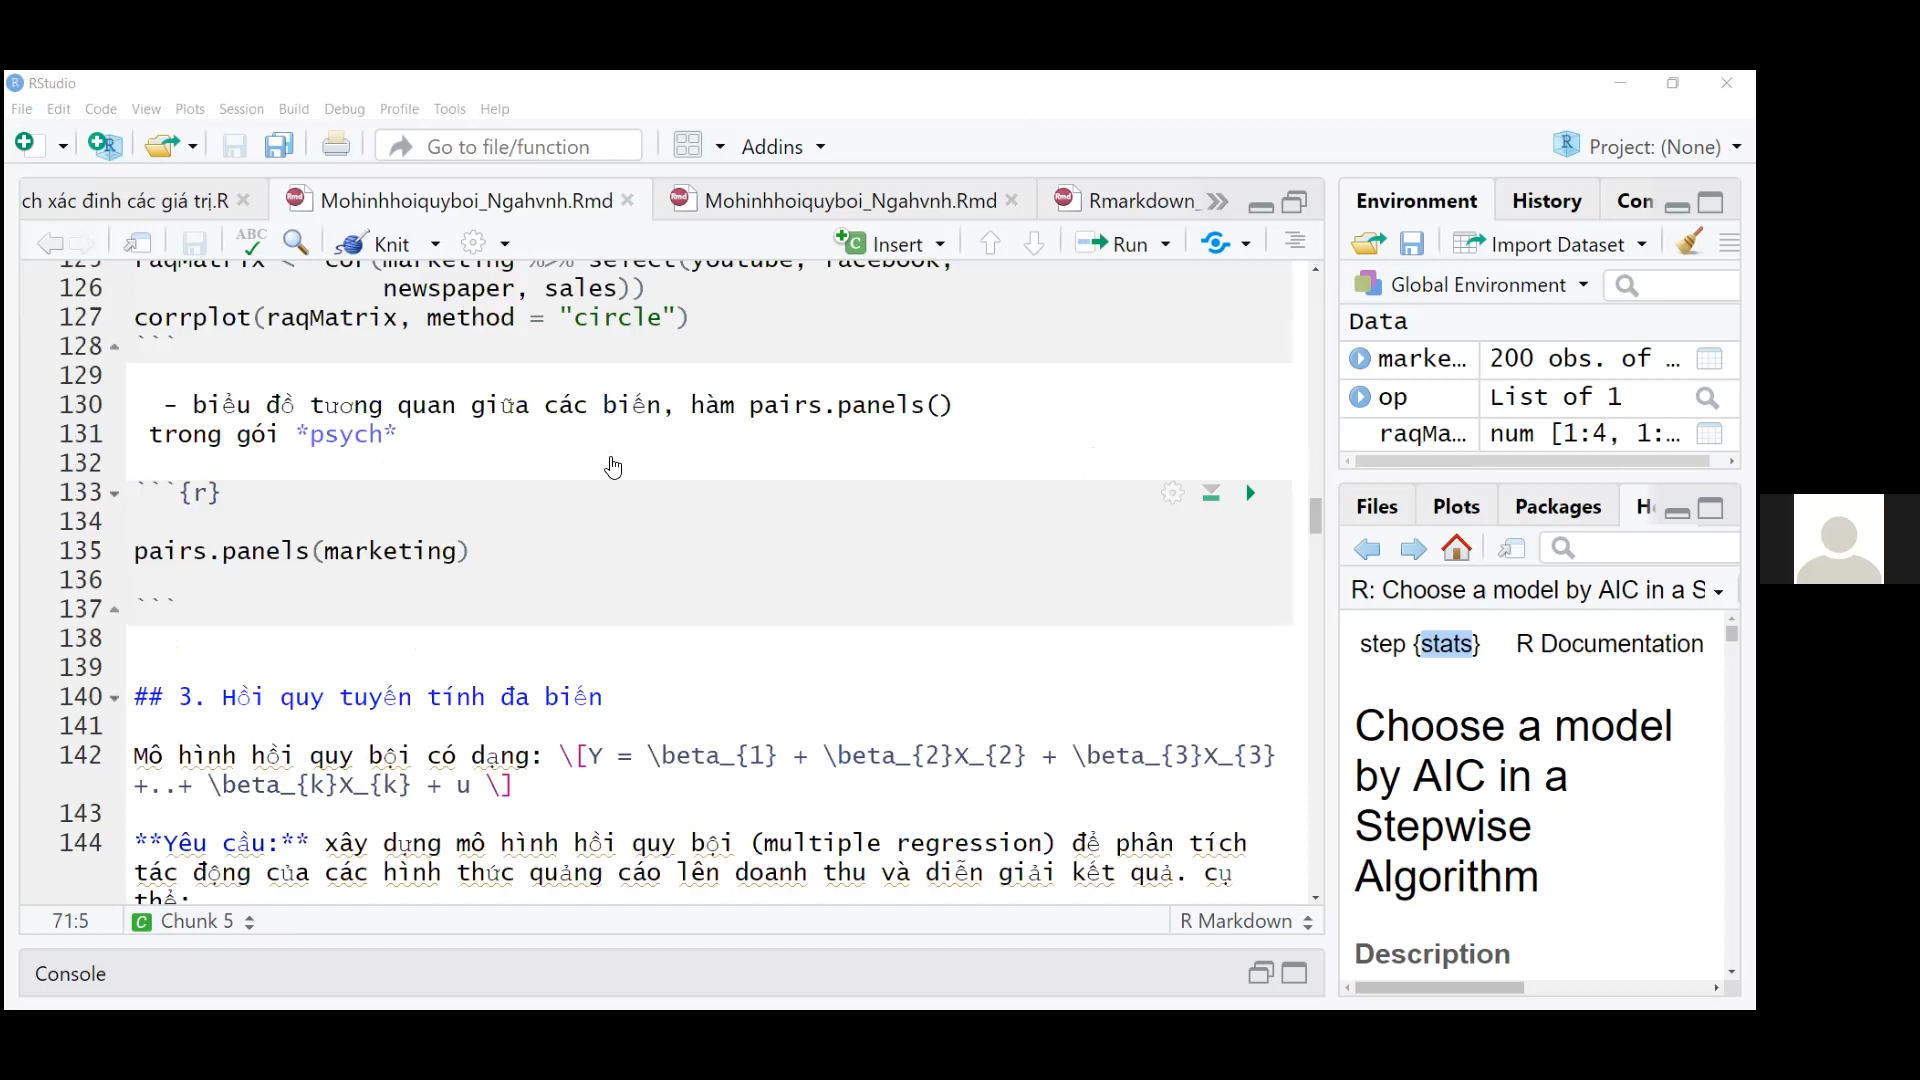 RStudio
File Edit Code View Plots Session Build Debug Profile Tools Help
Go to file/function
Addins
Project: (None)
ch xác đinh các giá trị.R
Mohinhhoiquyboi_Ngahvnh.Rmd
Mohinhhoiquyboi_Ngahvnh.Rmd
Rmarkdown_
ABC
Knit
Insert
Run
125 raqMatrix <- cor(marketing %>% select(youtube, facebook,
126 newspaper, sales))
127 corrplot(raqMatrix, method = "circle")
128 ```
129
130 - biểu đồ tương quan giữa các biến, hàm pairs.panels()
131 trong gói *psych*
132
133 ```{r}
134
135 pairs.panels(marketing)
136
137 ```
138
139
140 ## 3. Hồi quy tuyến tính đa biến
141
142 Mô hình hồi quy bội có dạng: \[Y = \beta_{1} + \beta_{2}X_{2} + \beta_{3}X_{3}
+..+ \beta_{k}X_{k} + u \]
143
144 **Yêu cầu:** xây dựng mô hình hồi quy bội (multiple regression) để phân tích
tác động của các hình thức quảng cáo lên doanh thu và diễn giải kết quả. cụ
thể:
71:5
C Chunk 5
R Markdown
Console
Environment History Con
Import Dataset
Global Environment
Data
marke... 200 obs. of ...
op List of 1
raqMa... num [1:4, 1:...
Files Plots Packages
R: Choose a model by AIC in a S
step {stats} R Documentation
Choose a model
by AIC in a
Stepwise
Algorithm
Description